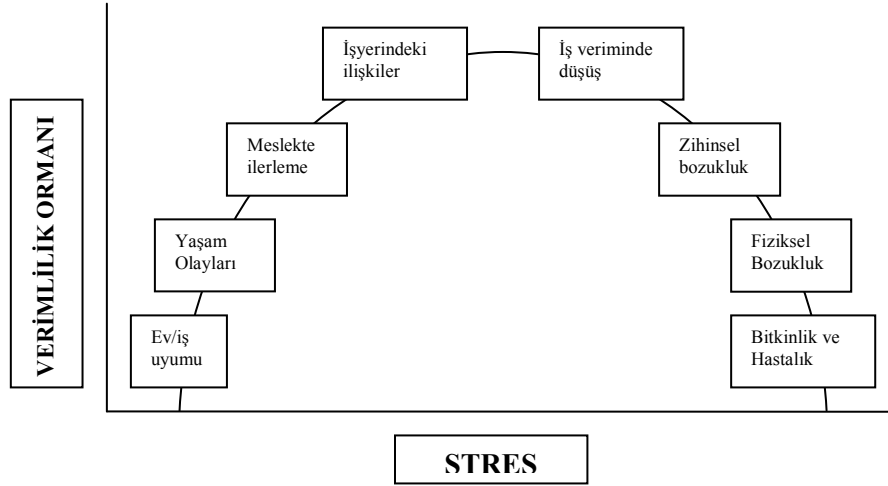 İşyerindeki
ilişkiler
İş veriminde
düşüş
Meslekte
ilerleme
Zihinsel
bozukluk
VERİMLİLİK ORMANI
Yaşam
Olayları
Fiziksel
Bozukluk
Ev/iş
uyumu
Bitkinlik ve
Hastalık
STRES